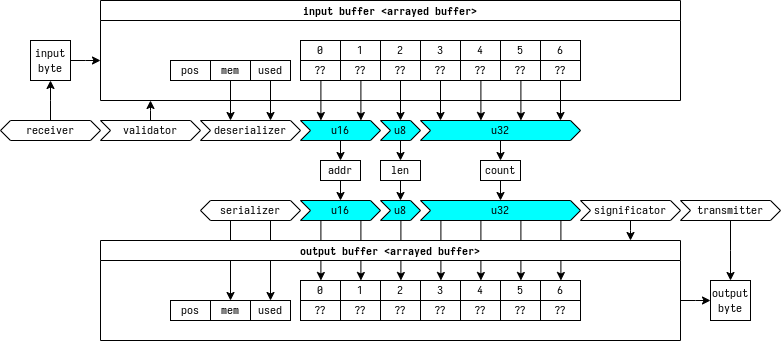 input buffer <arrayed buffer>
input
byte
0 1 2 3 4 5 6
pos mem used ?? ?? ?? ?? ?? ?? ??
receiver validator deserializer u16 u8 u32
addr len count
serializer u16 u8 u32 significator transmitter
output buffer <arrayed buffer>
0 1 2 3 4 5 6
pos mem used ?? ?? ?? ?? ?? ?? ??
output
byte